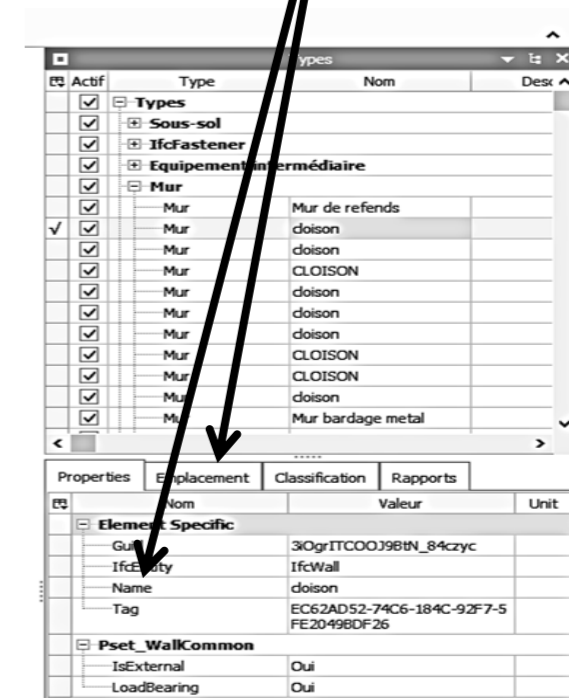 Types
Actif Type Nom Desc
Types
Sous-sol
IfcFastener
Equipement intermédiaire
Mur
Mur Mur de refends
√ Mur cloison
Mur cloison
Mur CLOISON
Mur cloison
Mur cloison
Mur cloison
Mur CLOISON
Mur CLOISON
Mur cloison
Mur Mur bardage metal
Properties Emplacement Classification Rapports
Nom Valeur Unit
Element Specific
Guid
IfcEntity IfcWall
Name cloison
Tag EC62AD52-74C6-184C-92F7-5
FE2049BDF26
Pset_WallCommon
IsExternal Oui
LoadBearing Oui